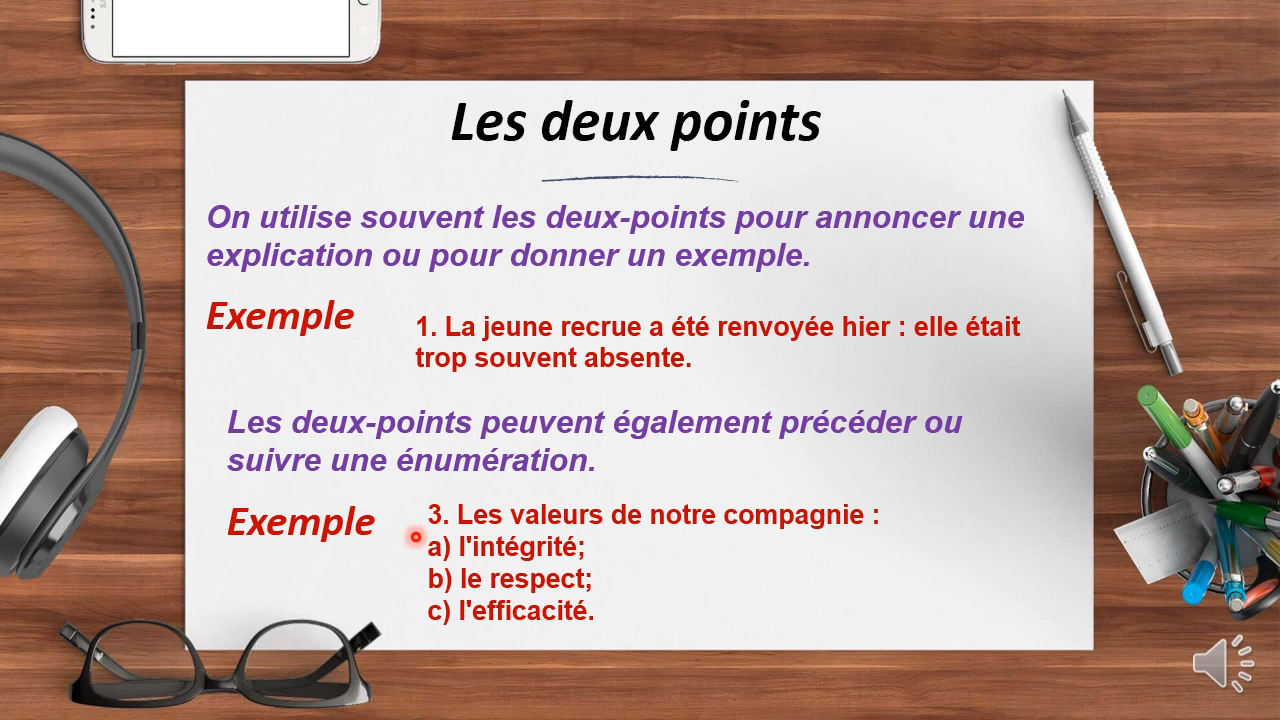 Les deux points
On utilise souvent les deux-points pour annoncer une
explication ou pour donner un exemple.
Exemple
1. La jeune recrue a été renvoyée hier : elle était
trop souvent absente.
Les deux-points peuvent également précéder ou
suivre une énumération.
Exemple
3. Les valeurs de notre compagnie :
a) l'intégrité;
b) le respect;
c) l'efficacité.